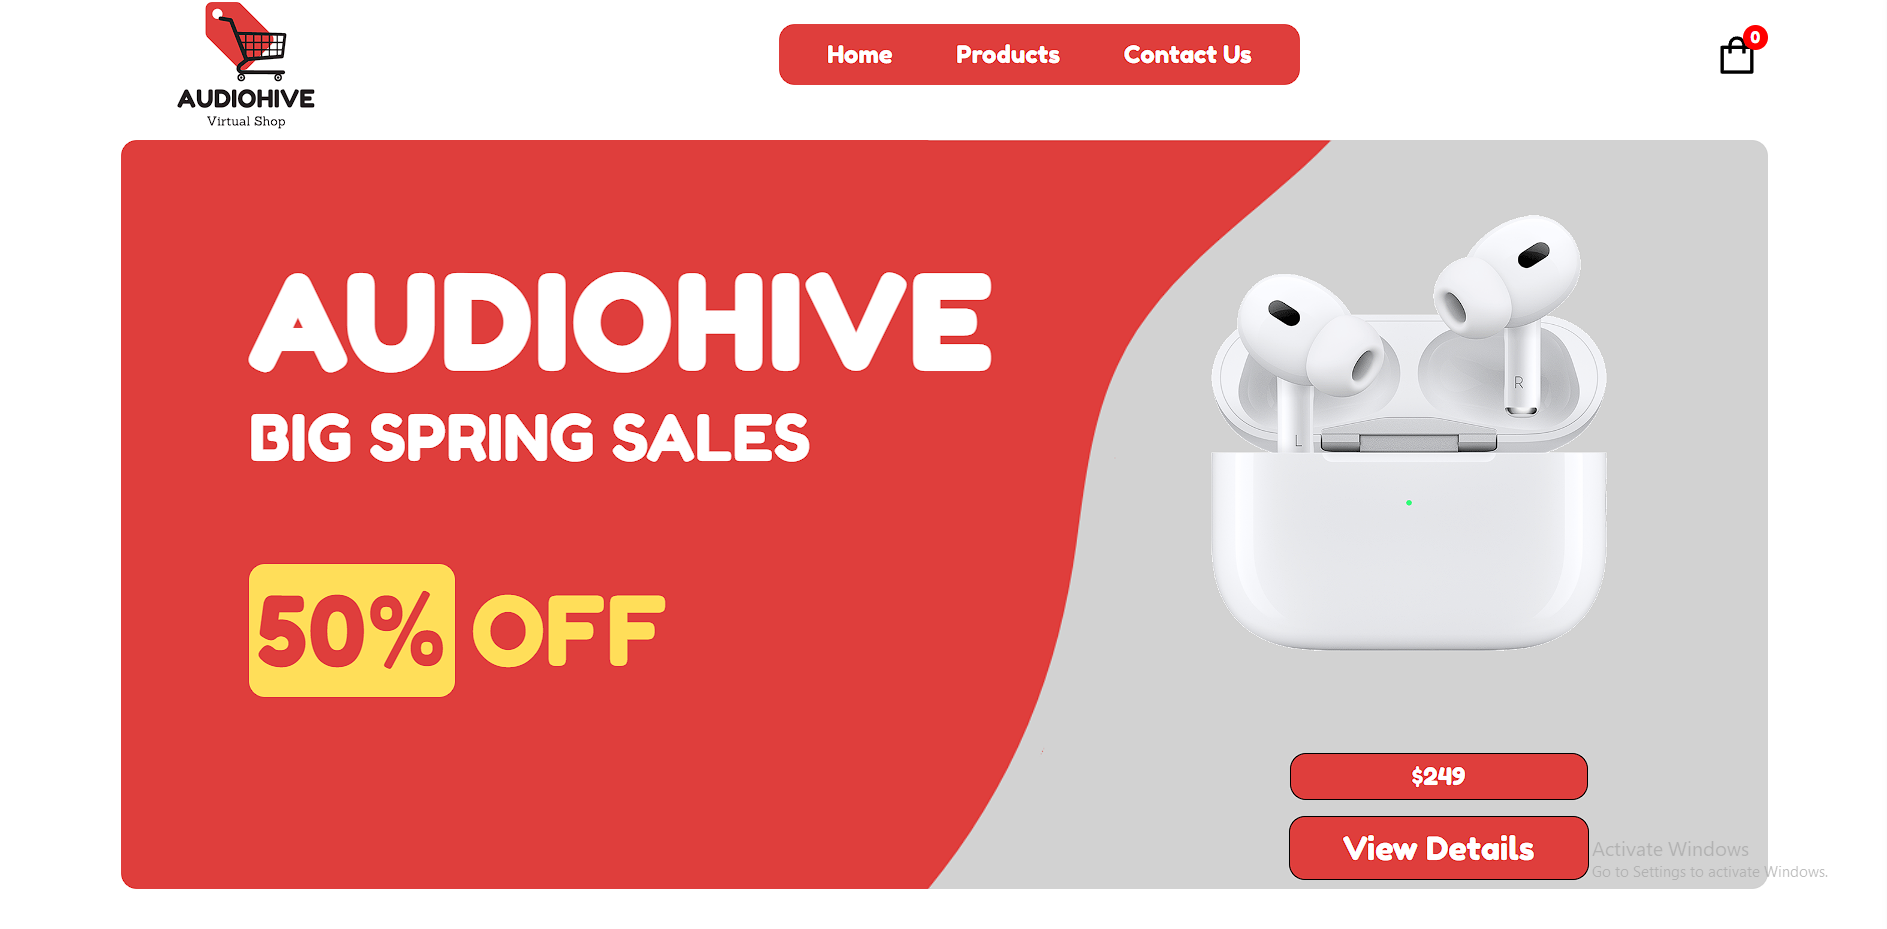 AUDIOHIVE
Virtual Shop
Home Products Contact Us
0
AUDIOHIVE
BIG SPRING SALES
50% OFF
L
R
$249
View Details
Activate Windows
Go to Settings to activate Windows.